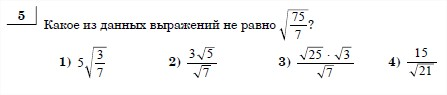 5 Какое из данных выражений не равно √(75/7)?
1) 5√(3/7) 2) 3√5/√7 3) √25 · √3/√7 4) 15/√21